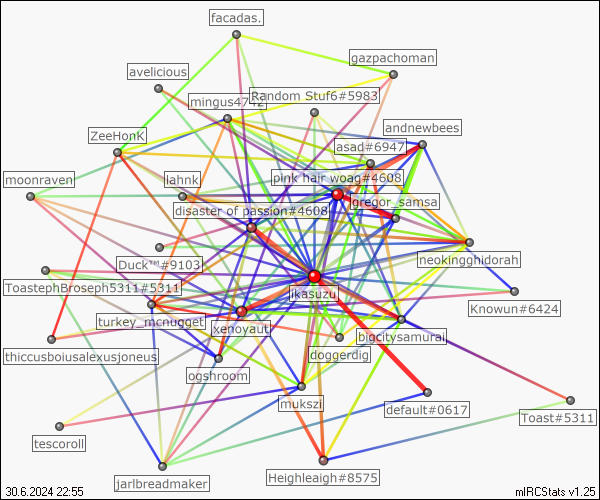 facadas.
gazpachoman
avelicious
Random Stuf6#5983
mingus4742
andnewbees
ZeeHonK
asad#6947
moonraven
lahnk
pink hair woag#4608
gregor_samsa
disaster of passion#4608
neokingghidorah
Duck™#9103
ToastephBroseph5311#5311
jikasuzu
Knowun#6424
turkey_mcnugget
xenoyaut
bigcitysamurai
thiccusboiusalexusjoneus
doggerdig
ogshroom
mukszi
default#0617
Toast#5311
tescoroll
jarlbreadmaker
Heighleaigh#8575
30.6.2024 22:55
mIRCStats v1.25